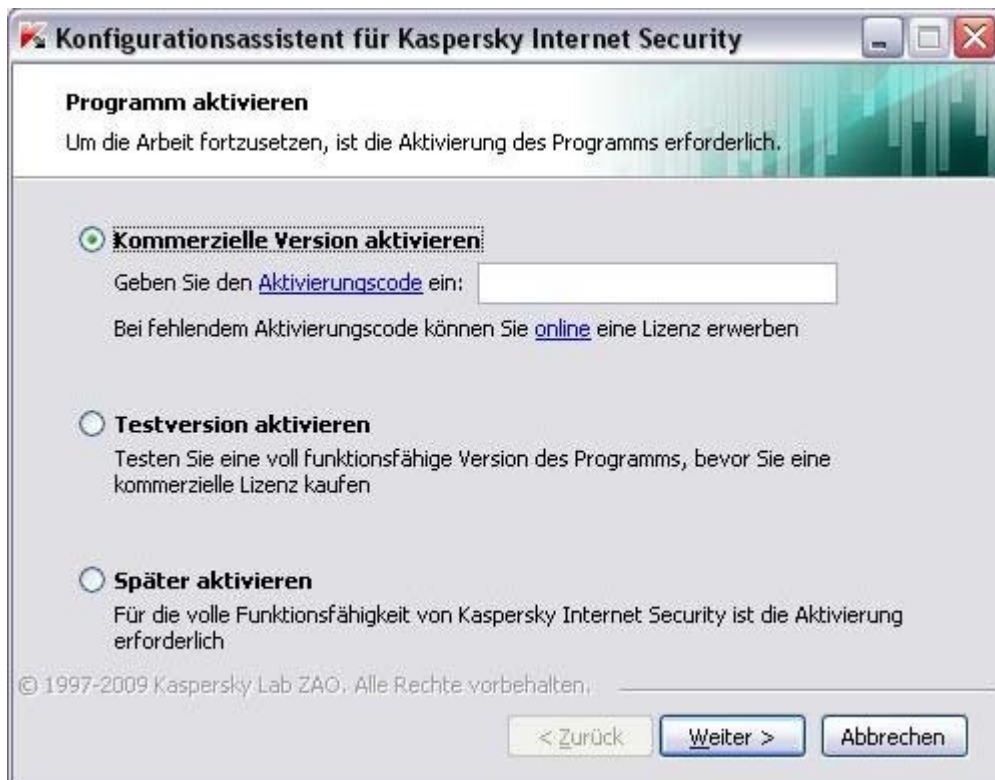 Konfigurationsassistent für Kaspersky Internet Security
Programm aktivieren
Um die Arbeit fortzusetzen, ist die Aktivierung des Programms erforderlich.
Kommerzielle Version aktivieren
Geben Sie den Aktivierungscode ein:
Bei fehlendem Aktivierungscode können Sie online eine Lizenz erwerben
Testversion aktivieren
Testen Sie eine voll funktionsfähige Version des Programms, bevor Sie eine
kommerzielle Lizenz kaufen
Später aktivieren
Für die volle Funktionsfähigkeit von Kaspersky Internet Security ist die Aktivierung
erforderlich
© 1997-2009 Kaspersky Lab ZAO. Alle Rechte vorbehalten.
< Zurück Weiter > Abbrechen